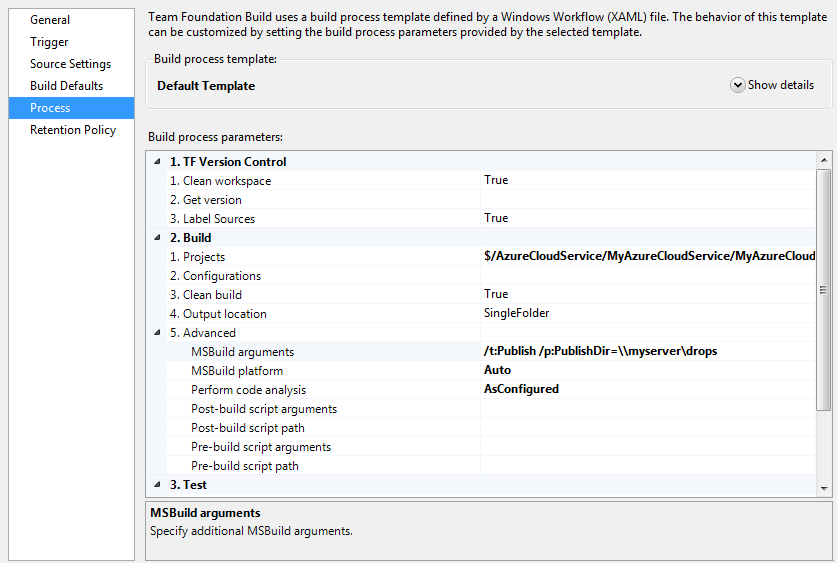 General
Trigger
Source Settings
Build Defaults
Process
Retention Policy
Team Foundation Build uses a build process template defined by a Windows Workflow (XAML) file. The behavior of this template
can be customized by setting the build process parameters provided by the selected template.
Build process template:
Default Template
Show details
Build process parameters:
1. TF Version Control
1. Clean workspace True
2. Get version
3. Label Sources True
2. Build
1. Projects $/AzureCloudService/MyAzureCloudService/MyAzureCloud
2. Configurations
3. Clean build True
4. Output location SingleFolder
5. Advanced
MSBuild arguments /t:Publish /p:PublishDir=\\myserver\drops
MSBuild platform Auto
Perform code analysis AsConfigured
Post-build script arguments
Post-build script path
Pre-build script arguments
Pre-build script path
3. Test
MSBuild arguments
Specify additional MSBuild arguments.